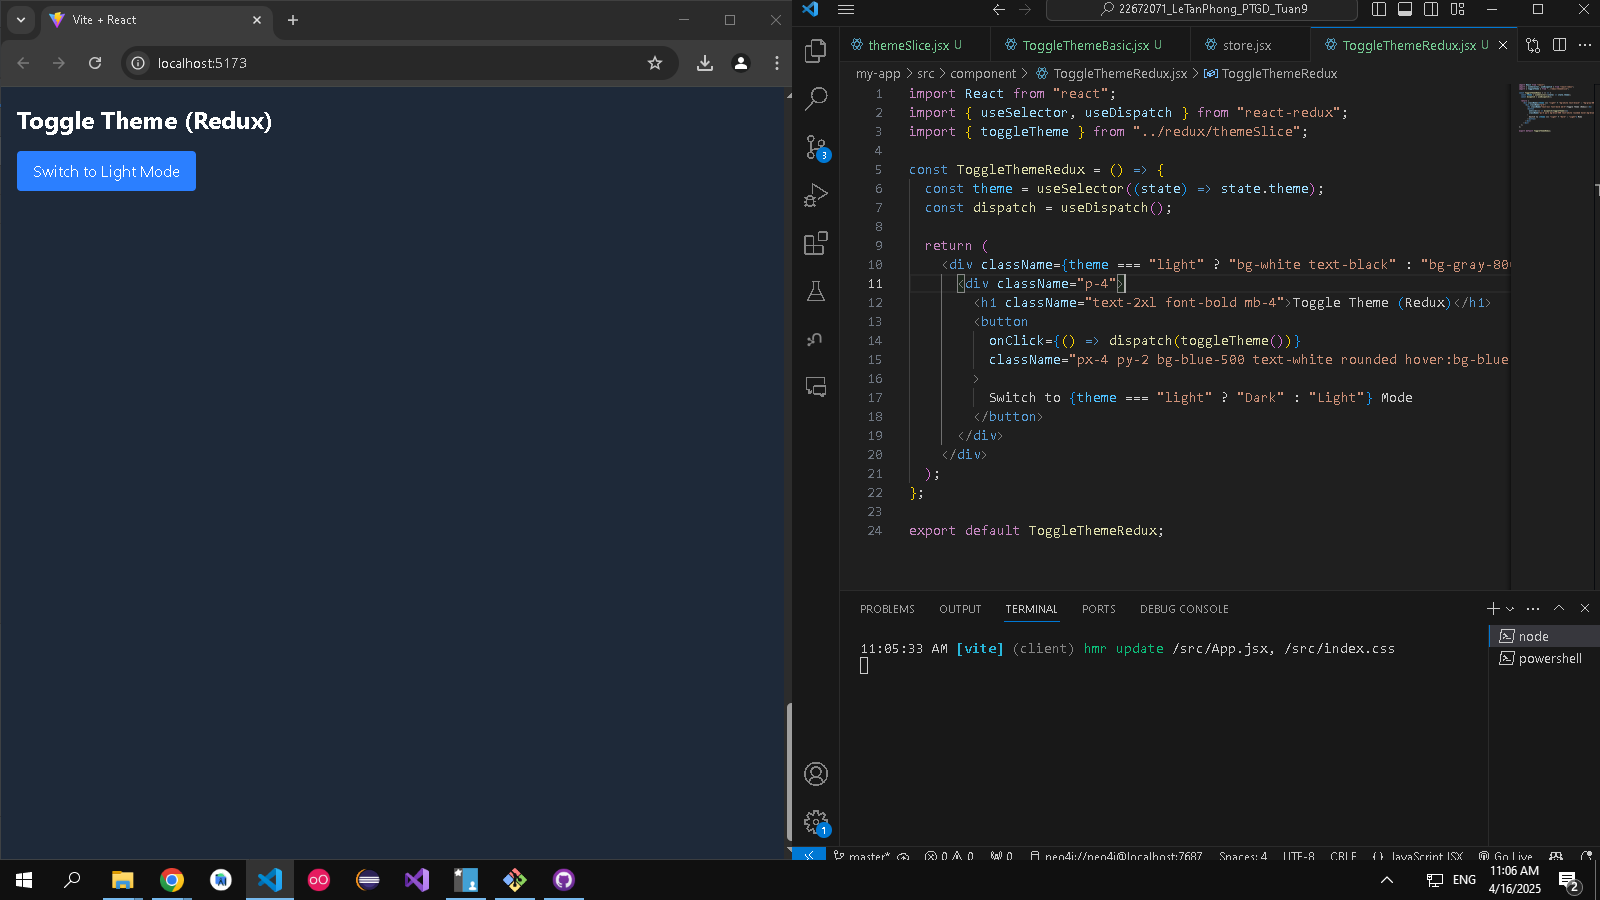 Vite + React
localhost:5173
Toggle Theme (Redux)
Switch to Light Mode
22672071_LeTanPhong_PTGD_Tuan9
themeSlice.jsx U
ToggleThemeBasic.jsx U
store.jsx
ToggleThemeRedux.jsx U
my-app > src > component > ToggleThemeRedux.jsx > ToggleThemeRedux
1 import React from "react";
2 import { useSelector, useDispatch } from "react-redux";
3 import { toggleTheme } from "../redux/themeSlice";
4
5 const ToggleThemeRedux = () => {
6 const theme = useSelector((state) => state.theme);
7 const dispatch = useDispatch();
8
9 return (
10 <div className={theme === "light" ? "bg-white text-black" : "bg-gray-80
11 <div className="p-4">
12 <h1 className="text-2xl font-bold mb-4">Toggle Theme (Redux)</h1>
13 <button
14 onClick={() => dispatch(toggleTheme())}
15 className="px-4 py-2 bg-blue-500 text-white rounded hover:bg-blue
16 >
17 Switch to {theme === "light" ? "Dark" : "Light"} Mode
18 </button>
19 </div>
20 </div>
21 );
22 };
23
24 export default ToggleThemeRedux;
PROBLEMS
OUTPUT
TERMINAL
PORTS
DEBUG CONSOLE
11:05:33 AM [vite] (client) hmr update /src/App.jsx, /src/index.css
node
powershell
3
1
master*
0 0
0
neo4j://neo4j@localhost:7687
Spaces: 4
UTF-8
CRLF
{} JavaScript JSX
Go Live
ENG
11:06 AM
4/16/2025
2